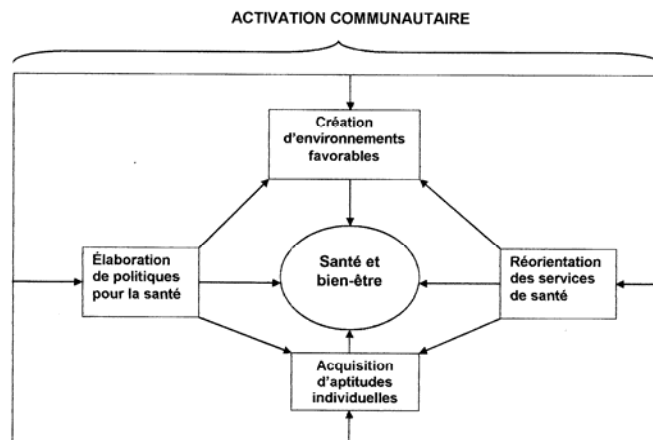 ACTIVATION COMMUNAUTAIRE
Création
d'environnements
favorables
Élaboration
de politiques
pour la santé
Santé et
bien-être
Réorientation
des services
de santé
Acquisition
d'aptitudes
individuelles